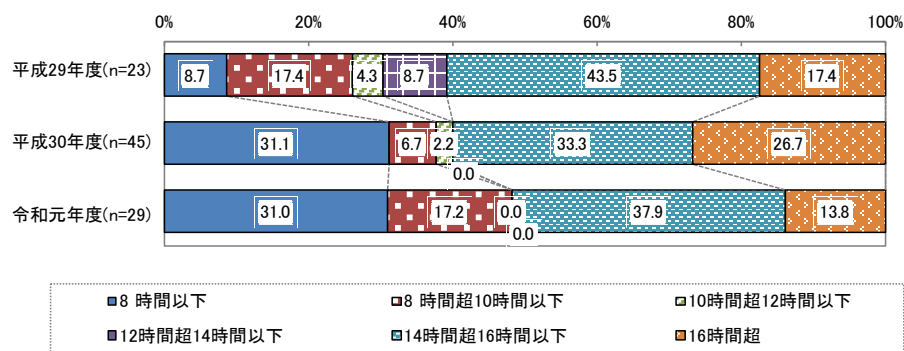 0% 20% 40% 60% 80% 100%
平成29年度(n=23) 8.7 17.4 4.3 8.7 43.5 17.4
平成30年度(n=45) 31.1 6.7 2.2 33.3 26.7
0.0
令和元年度(n=29) 31.0 17.2 0.0 37.9 13.8
0.0
8 時間以下 8 時間超10時間以下 10時間超12時間以下
12時間超14時間以下 14時間超16時間以下 16時間超